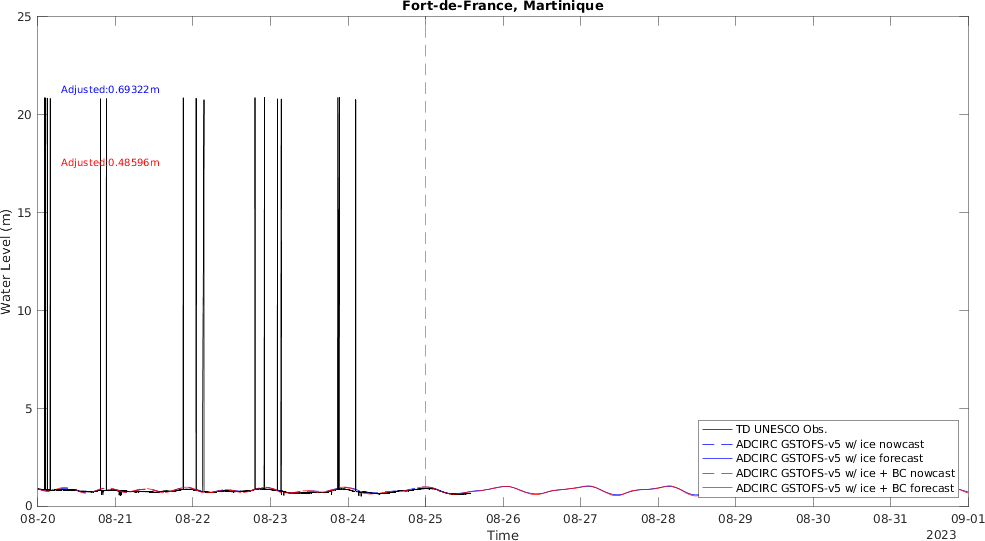 Fort-de-France, Martinique
25
20
15
10
5
0
Water Level (m)
Adjusted:0.69322m
Adjusted:0.48596m
TD UNESCO Obs.
ADCIRC GSTOFS-v5 w/ ice nowcast
ADCIRC GSTOFS-v5 w/ ice forecast
ADCIRC GSTOFS-v5 w/ ice + BC nowcast
ADCIRC GSTOFS-v5 w/ ice + BC forecast
08-20 08-21 08-22 08-23 08-24 08-25 08-26 08-27 08-28 08-29 08-30 08-31 09-01
Time
2023